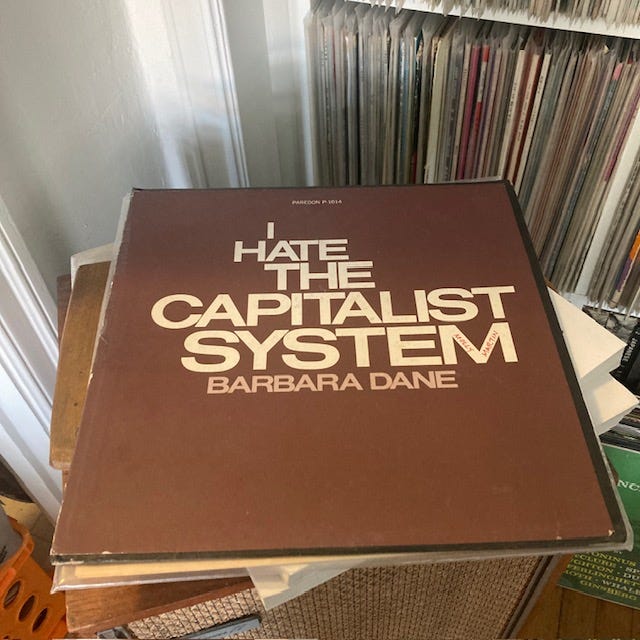 PAREDON P-1014
I
HATE
THE
CAPITALIST
SYSTEM
BARBARA DANE